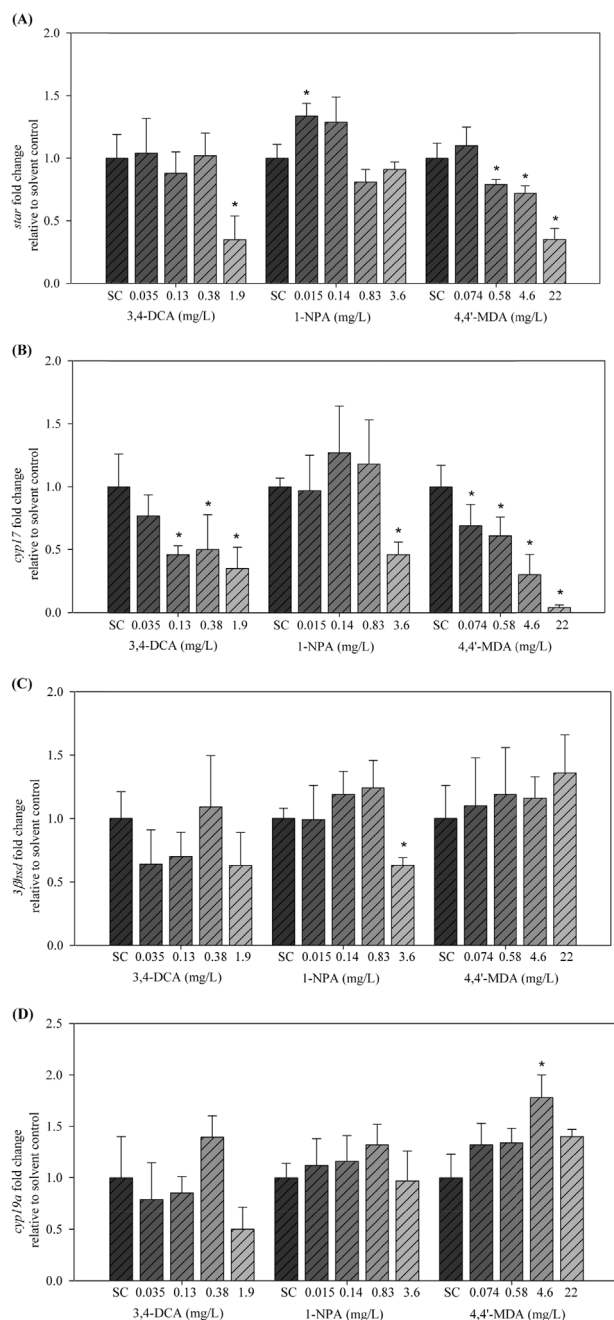 (A)
star fold change
relative to solvent control
2.0
1.5
1.0
0.5
0.0
*
*
*
*
*
SC 0.035 0.13 0.38 1.9 SC 0.015 0.14 0.83 3.6 SC 0.074 0.58 4.6 22
3,4-DCA (mg/L) 1-NPA (mg/L) 4,4'-MDA (mg/L)
(B)
cyp17 fold change
relative to solvent control
2.0
1.5
1.0
0.5
0.0
*
*
*
*
*
*
*
*
SC 0.035 0.13 0.38 1.9 SC 0.015 0.14 0.83 3.6 SC 0.074 0.58 4.6 22
3,4-DCA (mg/L) 1-NPA (mg/L) 4,4'-MDA (mg/L)
(C)
3βhsd fold change
relative to solvent control
2.0
1.5
1.0
0.5
0.0
*
SC 0.035 0.13 0.38 1.9 SC 0.015 0.14 0.83 3.6 SC 0.074 0.58 4.6 22
3,4-DCA (mg/L) 1-NPA (mg/L) 4,4'-MDA (mg/L)
(D)
cyp19a fold change
relative to solvent control
2.5
2.0
1.5
1.0
0.5
0.0
*
SC 0.035 0.13 0.38 1.9 SC 0.015 0.14 0.83 3.6 SC 0.074 0.58 4.6 22
3,4-DCA (mg/L) 1-NPA (mg/L) 4,4'-MDA (mg/L)